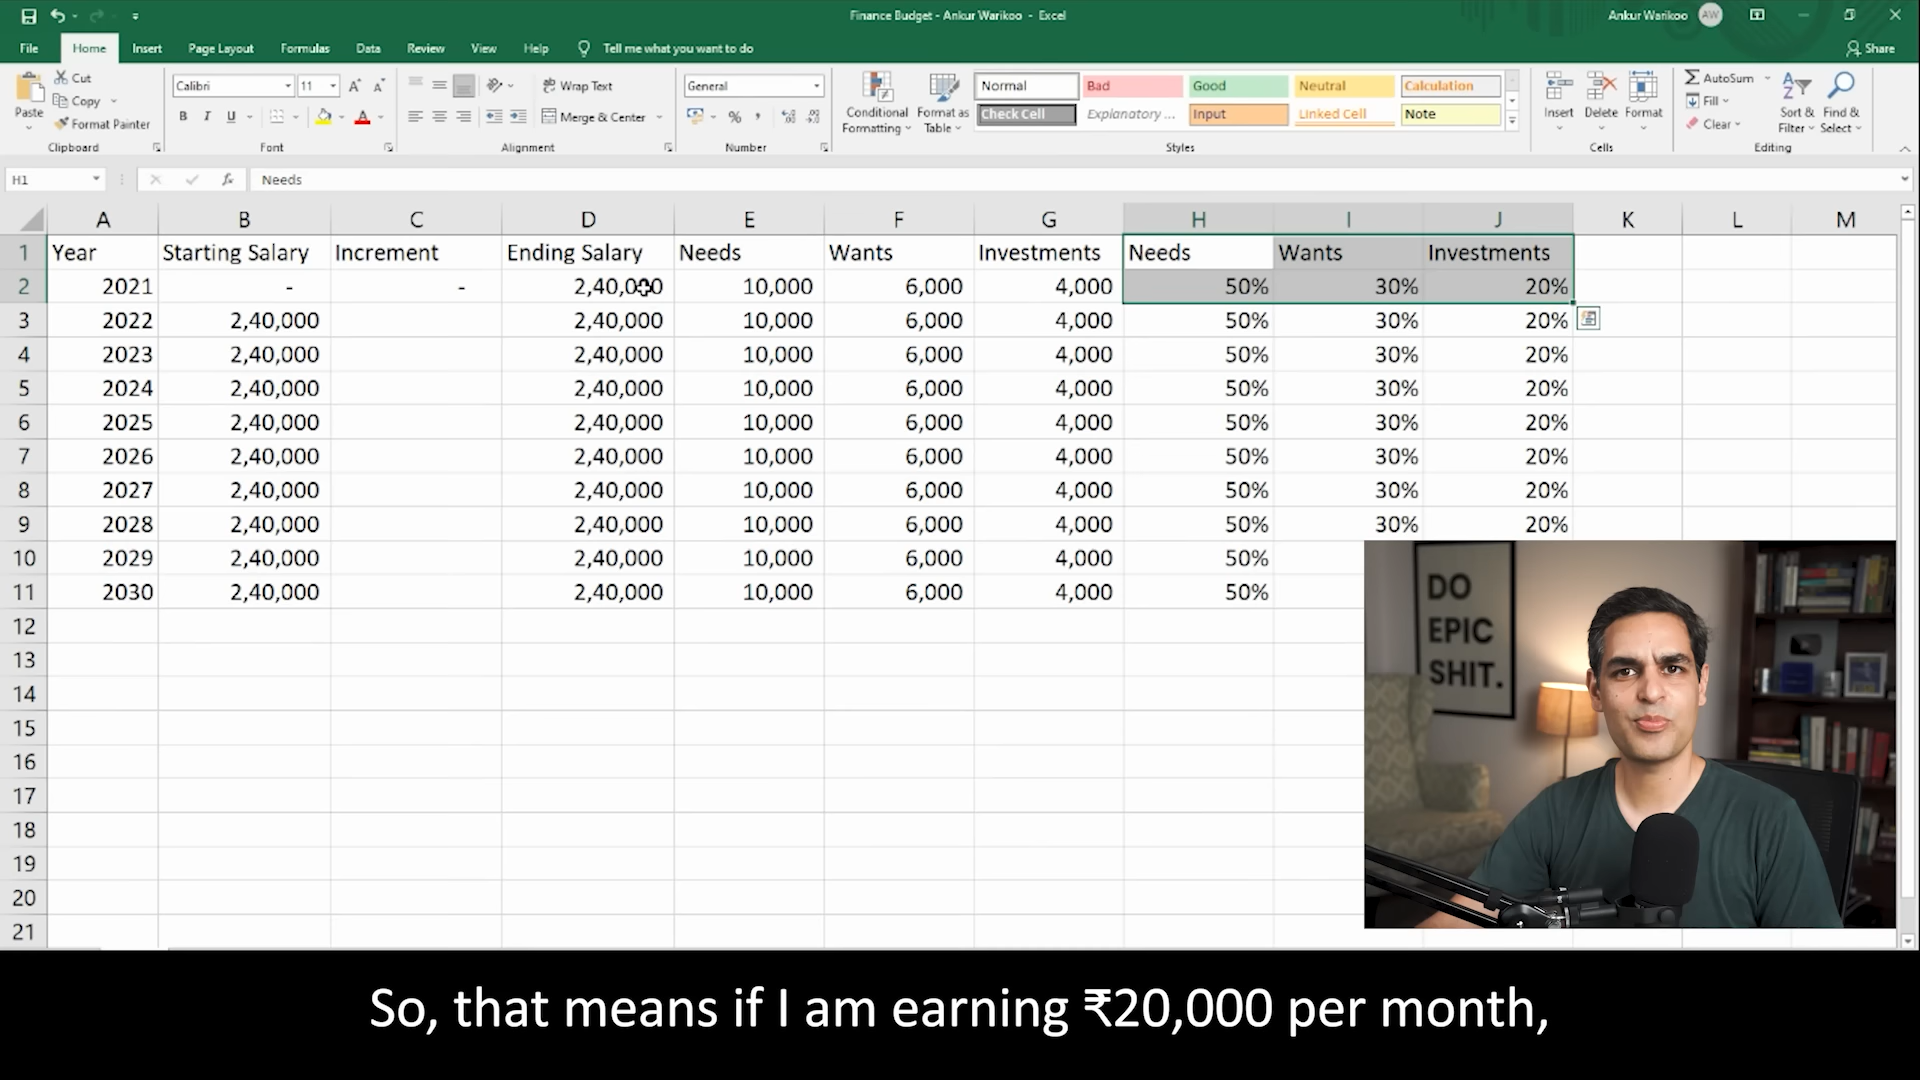 Finance Budget - Ankur Warikoo - Excel
Ankur Warikoo AW
File Home Insert Page Layout Formulas Data Review View Help Tell me what you want to do Share
Paste Cut Copy Format Painter Clipboard
Calibri 11 A A B I U A Font
Wrap Text Merge & Center Alignment
General % Number
Conditional Formatting Format as Table
Normal Bad Good Neutral Calculation
Check Cell Explanatory ... Input Linked Cell Note
Styles
Insert Delete Format Cells
AutoSum Fill Clear Sort & Filter Find & Select Editing
H1 fx Needs
A B C D E F G H I J K L M
1 Year Starting Salary Increment Ending Salary Needs Wants Investments Needs Wants Investments
2 2021 - - 2,40,000 10,000 6,000 4,000 50% 30% 20%
3 2022 2,40,000 2,40,000 10,000 6,000 4,000 50% 30% 20%
4 2023 2,40,000 2,40,000 10,000 6,000 4,000 50% 30% 20%
5 2024 2,40,000 2,40,000 10,000 6,000 4,000 50% 30% 20%
6 2025 2,40,000 2,40,000 10,000 6,000 4,000 50% 30% 20%
7 2026 2,40,000 2,40,000 10,000 6,000 4,000 50% 30% 20%
8 2027 2,40,000 2,40,000 10,000 6,000 4,000 50% 30% 20%
9 2028 2,40,000 2,40,000 10,000 6,000 4,000 50% 30% 20%
10 2029 2,40,000 2,40,000 10,000 6,000 4,000 50%
11 2030 2,40,000 2,40,000 10,000 6,000 4,000 50%
12
13
14
15
16
17
18
19
20
21
DO
EPIC
SHIT.
So, that means if I am earning ₹20,000 per month,